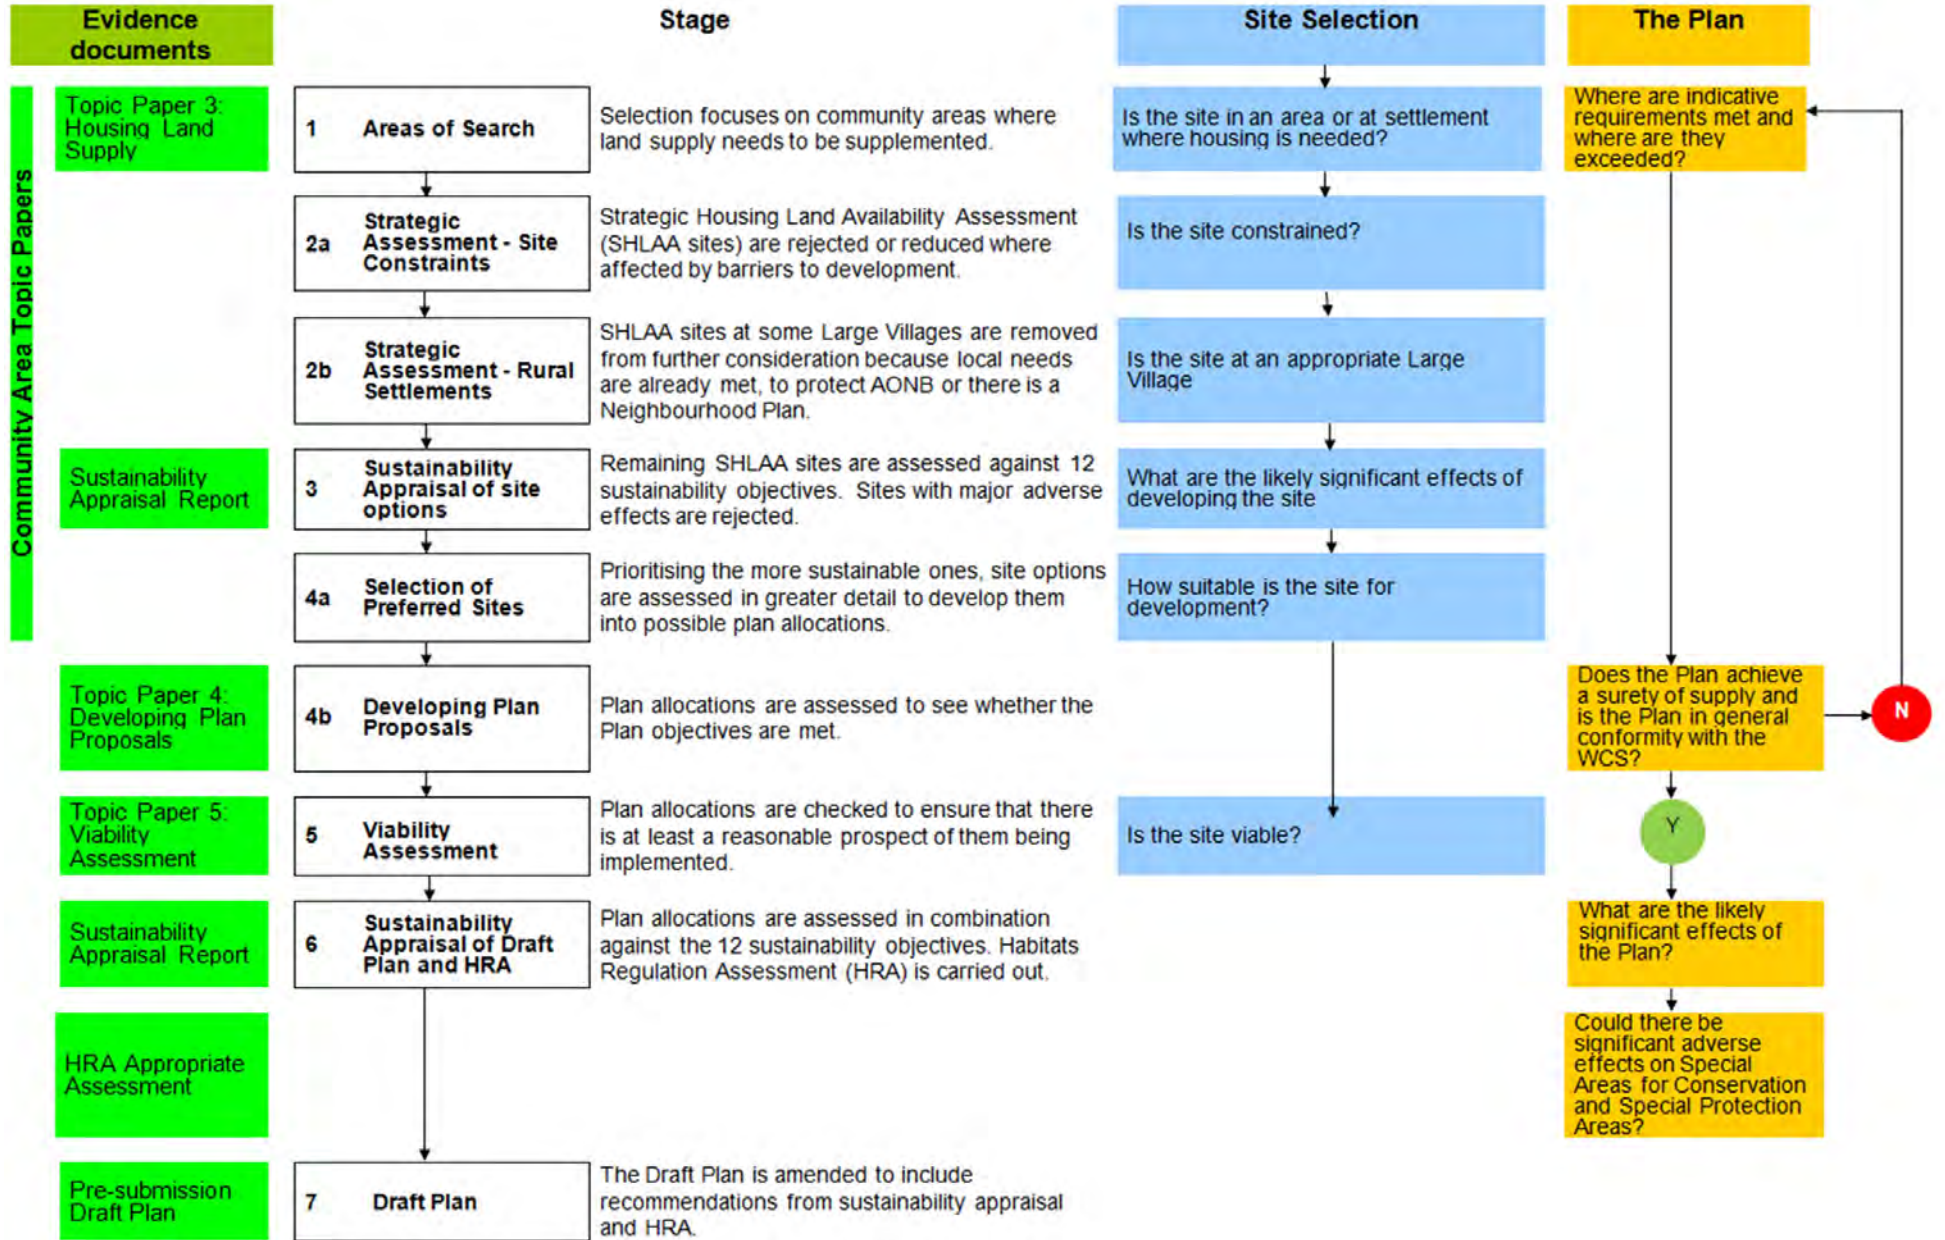 Evidence
documents
Stage
Site Selection
The Plan
Community Area Topic Papers
Topic Paper 3:
Housing Land
Supply
1 Areas of Search
Selection focuses on community areas where
land supply needs to be supplemented.
Is the site in an area or at settlement
where housing is needed?
Where are indicative
requirements met and
where are they
exceeded?
2a Strategic
Assessment - Site
Constraints
Strategic Housing Land Availability Assessment
(SHLAA sites) are rejected or reduced where
affected by barriers to development.
Is the site constrained?
2b Strategic
Assessment - Rural
Settlements
SHLAA sites at some Large Villages are removed
from further consideration because local needs
are already met, to protect AONB or there is a
Neighbourhood Plan.
Is the site at an appropriate Large
Village
Sustainability
Appraisal Report
3 Sustainability
Appraisal of site
options
Remaining SHLAA sites are assessed against 12
sustainability objectives. Sites with major adverse
effects are rejected.
What are the likely significant effects of
developing the site
4a Selection of
Preferred Sites
Prioritising the more sustainable ones, site options
are assessed in greater detail to develop them
into possible plan allocations.
How suitable is the site for
development?
Topic Paper 4:
Developing Plan
Proposals
4b Developing Plan
Proposals
Plan allocations are assessed to see whether the
Plan objectives are met.
Does the Plan achieve
a surety of supply and
is the Plan in general
conformity with the
WCS?
N
Topic Paper 5:
Viability
Assessment
5 Viability
Assessment
Plan allocations are checked to ensure that there
is at least a reasonable prospect of them being
implemented.
Is the site viable?
Y
Sustainability
Appraisal Report
6 Sustainability
Appraisal of Draft
Plan and HRA
Plan allocations are assessed in combination
against the 12 sustainability objectives. Habitats
Regulation Assessment (HRA) is carried out.
What are the likely
significant effects of
the Plan?
HRA Appropriate
Assessment
Could there be
significant adverse
effects on Special
Areas for Conservation
and Special Protection
Areas?
Pre-submission
Draft Plan
7 Draft Plan
The Draft Plan is amended to include
recommendations from sustainability appraisal
and HRA.